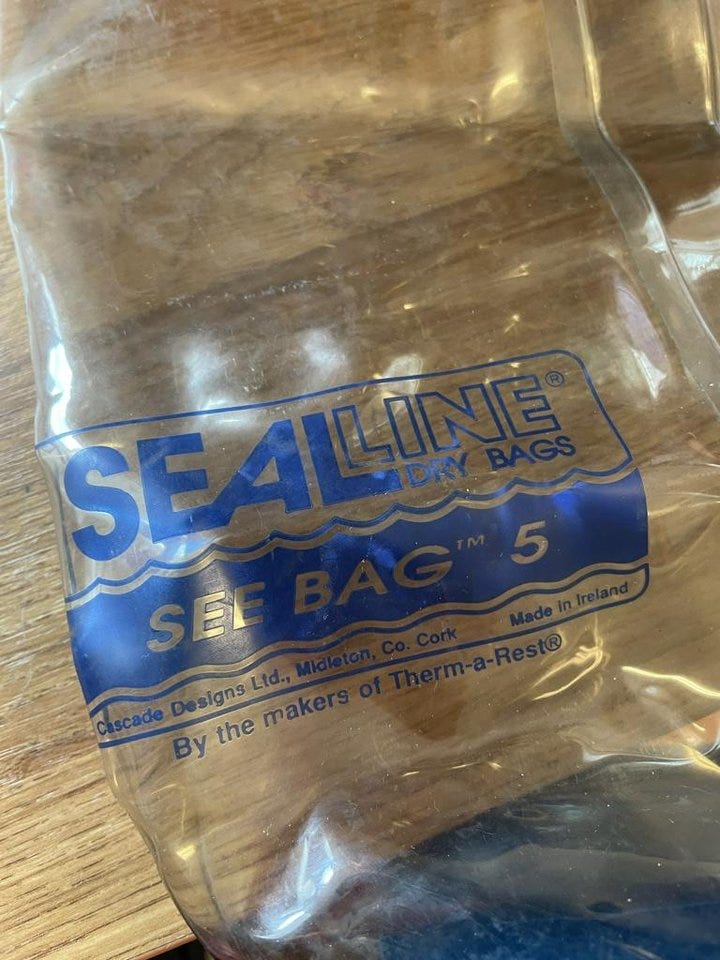 SEALLINE®
DRY BAGS
SEE BAG™ 5
Cascade Designs Ltd., Midleton, Co. Cork Made in Ireland
By the makers of Therm-a-Rest®